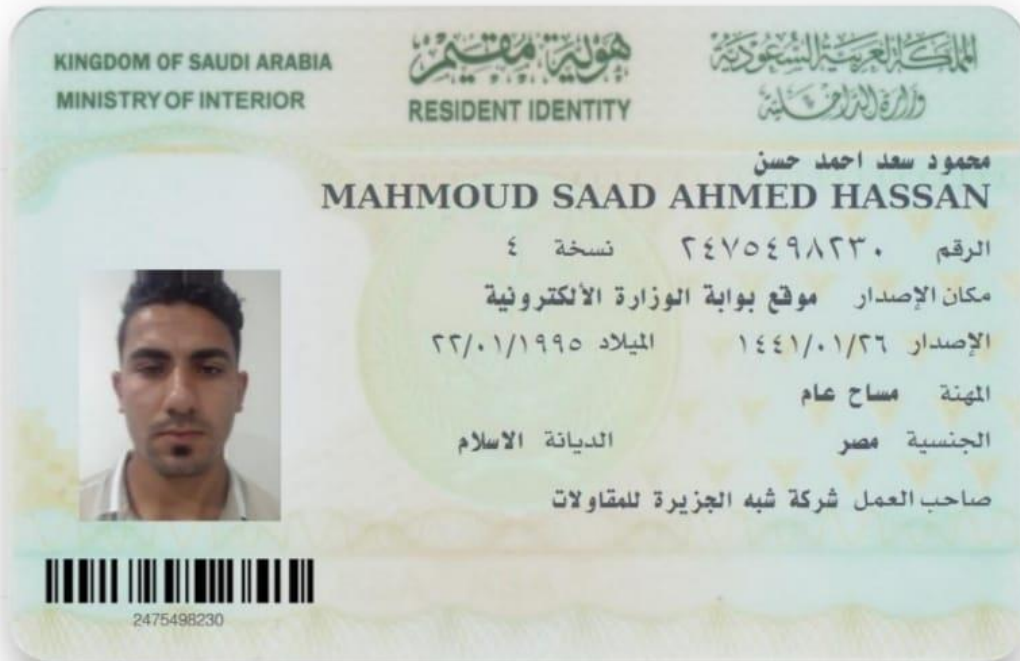 KINGDOM OF SAUDI ARABIA
MINISTRY OF INTERIOR
هوية مقيم
RESIDENT IDENTITY
المملكة العربية السعودية
وزارة الداخلية
محمود سعد احمد حسن
MAHMOUD SAAD AHMED HASSAN
الرقم ٢٤٧٥٤٩٨٢٣٠ نسخة ٤
مكان الإصدار موقع بوابة الوزارة الألكترونية
الإصدار ١٤٤١/٠١/٢٦ الميلاد ٢٢/٠١/١٩٩٥
المهنة مساح عام
الجنسية مصر الديانة الاسلام
صاحب العمل شركة شبه الجزيرة للمقاولات
2475498230